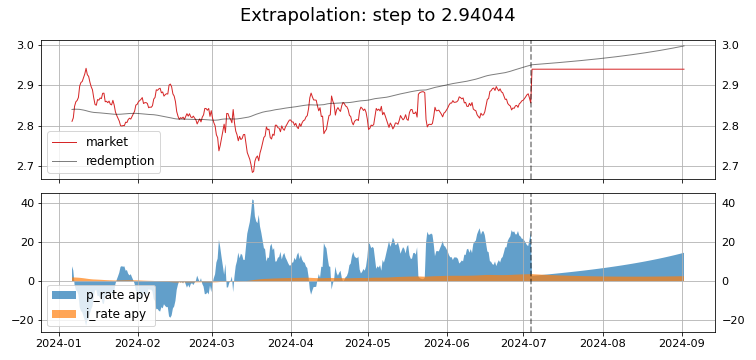 Extrapolation: step to 2.94044
3.0 3.0
2.9 2.9
2.8 2.8
2.7 2.7
market
redemption
40 40
20 20
0 0
−20 −20
p_rate apy
i_rate apy
2024-01 2024-02 2024-03 2024-04 2024-05 2024-06 2024-07 2024-08 2024-09